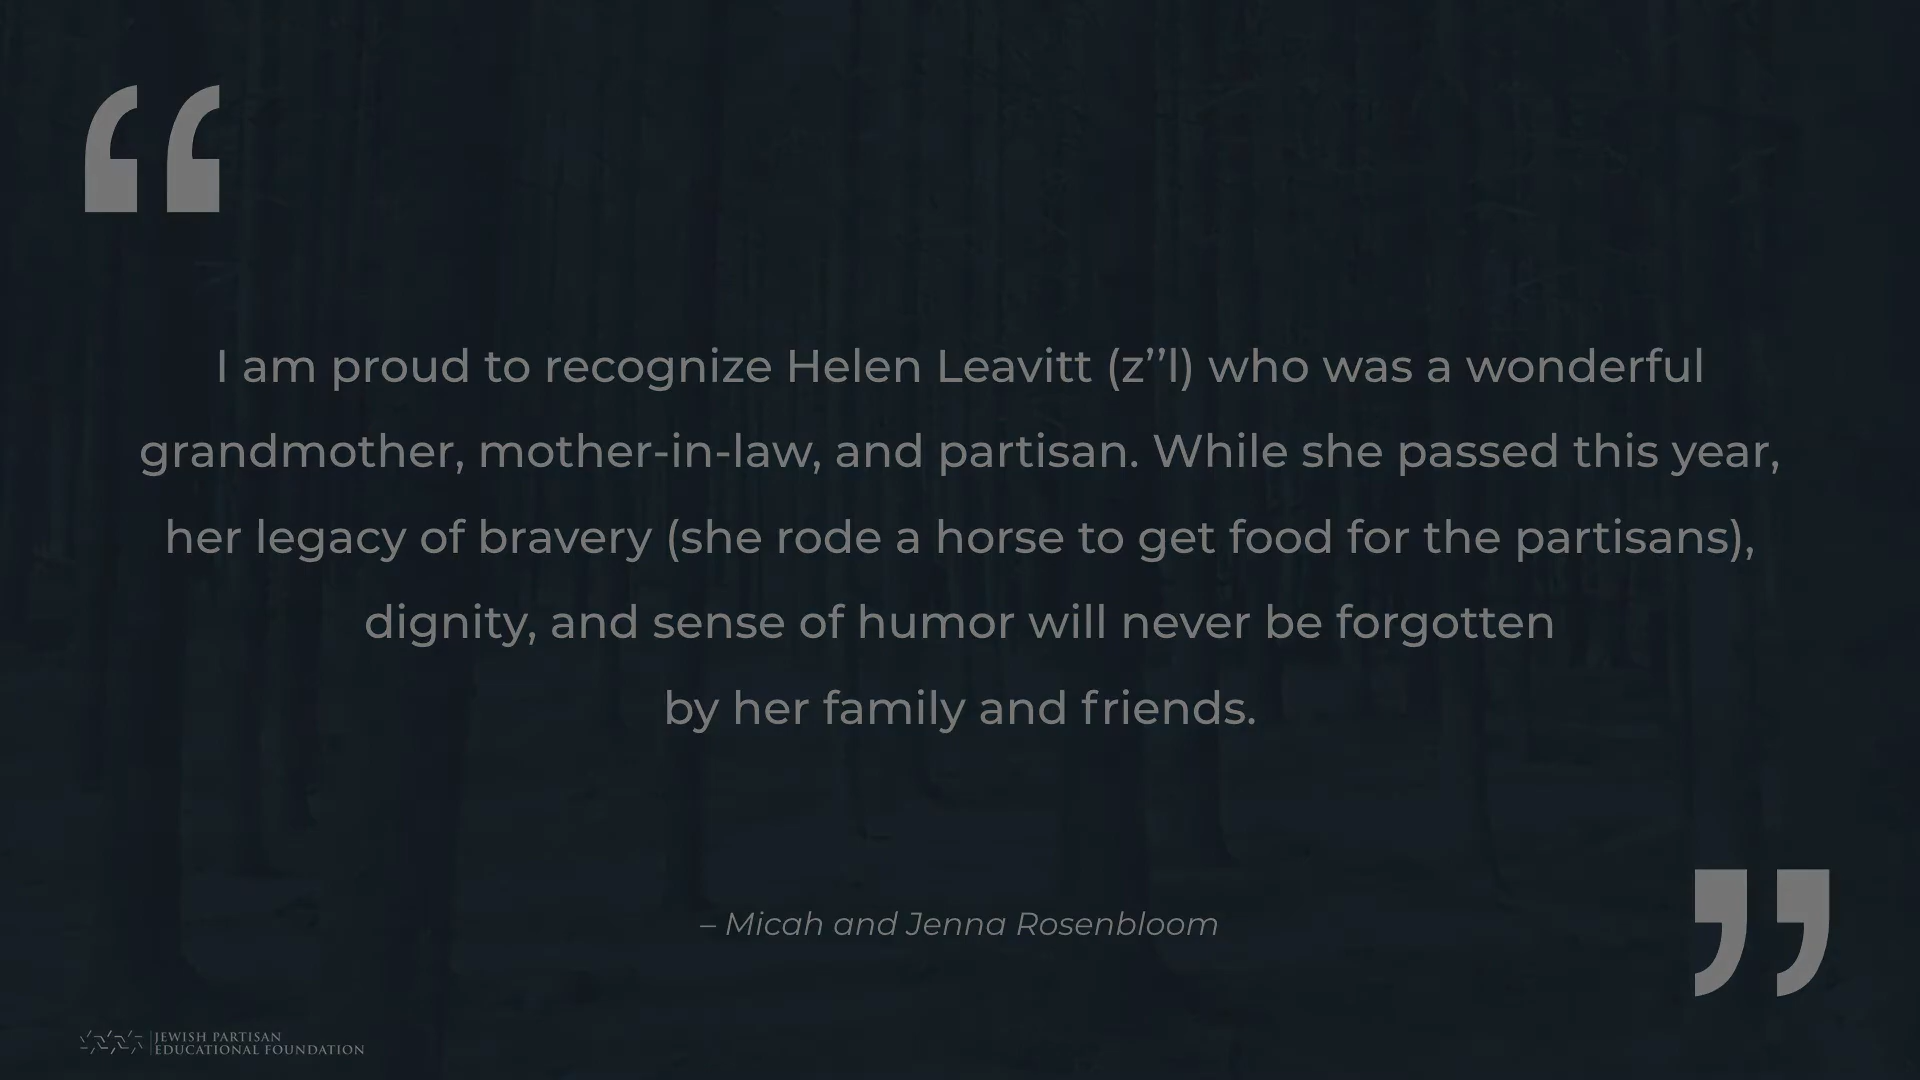 “
I am proud to recognize Helen Leavitt (z’’l) who was a wonderful
grandmother, mother-in-law, and partisan. While she passed this year,
her legacy of bravery (she rode a horse to get food for the partisans),
dignity, and sense of humor will never be forgotten
by her family and friends.
– Micah and Jenna Rosenbloom
”
JEWISH PARTISAN
EDUCATIONAL FOUNDATION